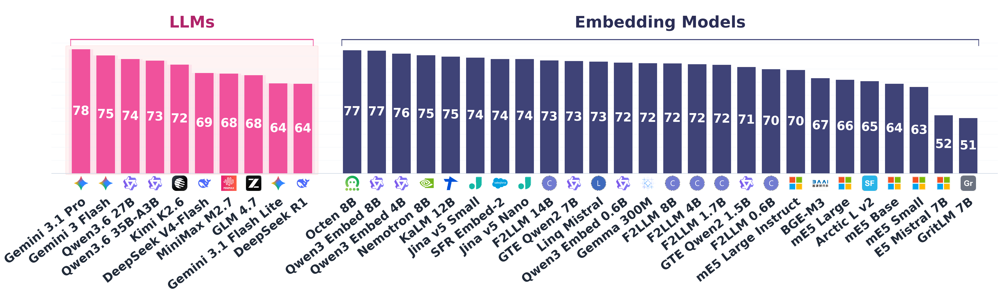 LLMs
Embedding Models
78 75 74 73 72 69 68 68 64 64
77 77 76 75 75 74 74 74 73 73 73 72 72 72 72 72 71 70 70 67 66 65 64 63 52 51
MINIMAX
salesforce
C
L
C
C
C
C
BAAI
智源研究院
SF
Gr
Gemini 3.1 Pro
Gemini 3 Flash
Qwen3.6 27B
Qwen3.6 35B-A3B
Kimi K2.6
DeepSeek V4-Flash
MiniMax M2.7
GLM 4.7
Gemini 3.1 Flash Lite
DeepSeek R1
Octen 8B
Qwen3 Embed 8B
Qwen3 Embed 4B
Nemotron 8B
KaLM 12B
Jina v5 Small
SFR Embed-2
Jina v5 Nano
F2LLM 14B
GTE Qwen2 7B
Linq Mistral
Qwen3 Embed 0.6B
Gemma 300M
F2LLM 8B
F2LLM 4B
F2LLM 1.7B
GTE Qwen2 1.5B
F2LLM 0.6B
mE5 Large Instruct
BGE-M3
mE5 Large
Arctic L v2
mE5 Base
mE5 Small
E5 Mistral 7B
GritLM 7B